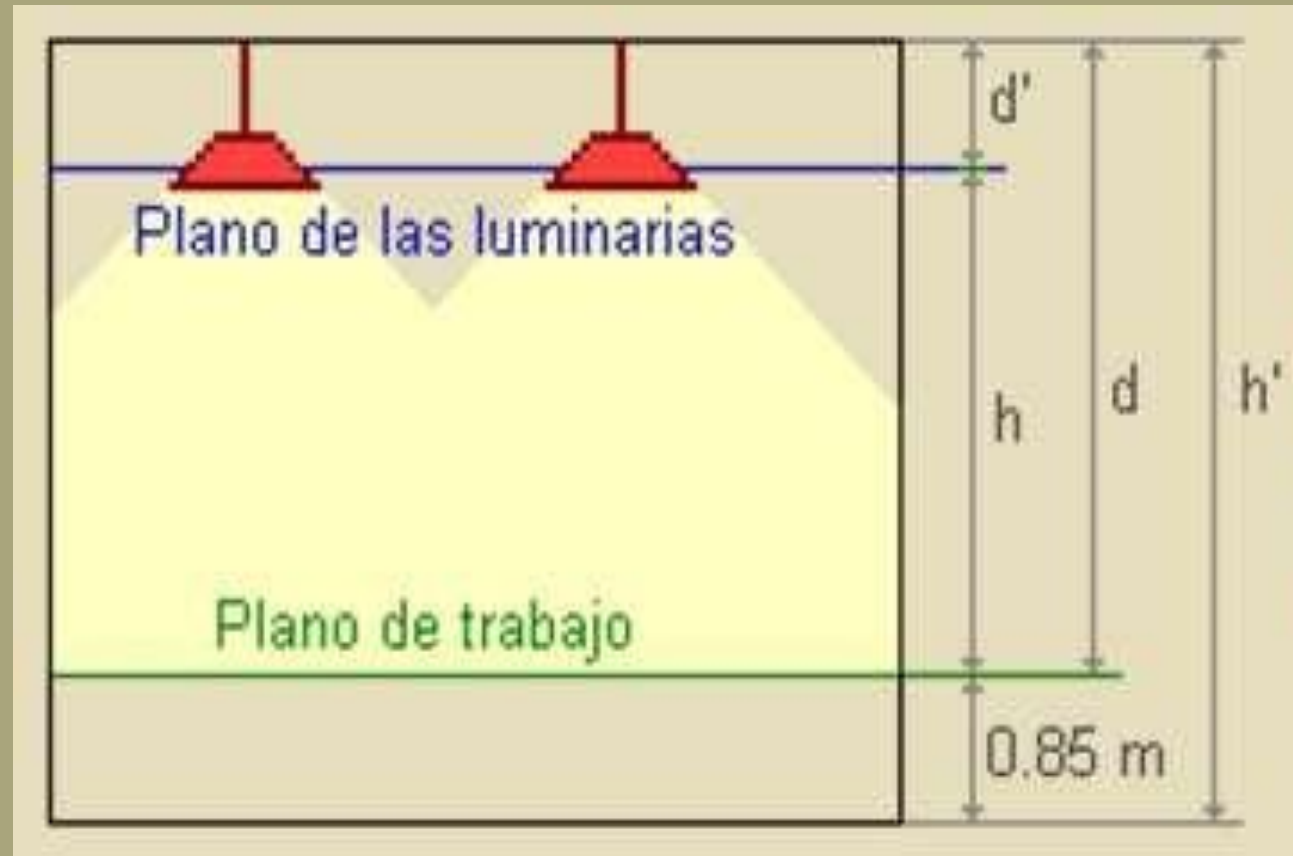 d'
Plano de las luminarias
d
h'
h
Plano de trabajo
0.85 m